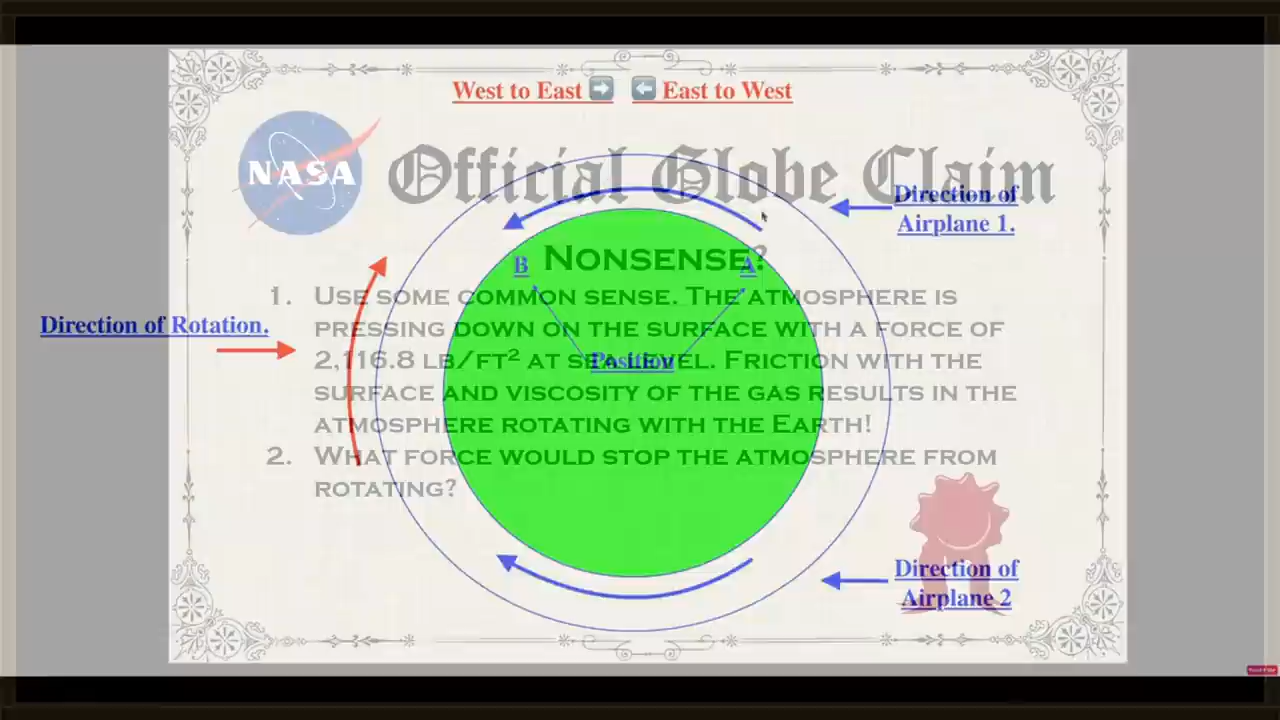 West to East ➡ ⬅ East to West
NASA
Official Globe Claim
Direction of
Airplane 1.
Nonsense?
B
A
1. Use some common sense. The atmosphere is
pressing down on the surface with a force of
Direction of Rotation.
2,116.8 lb/ft² at sea level. Friction with the
Position
surface and viscosity of the gas results in the
atmosphere rotating with the Earth!
2. What force would stop the atmosphere from
rotating?
Direction of
Airplane 2